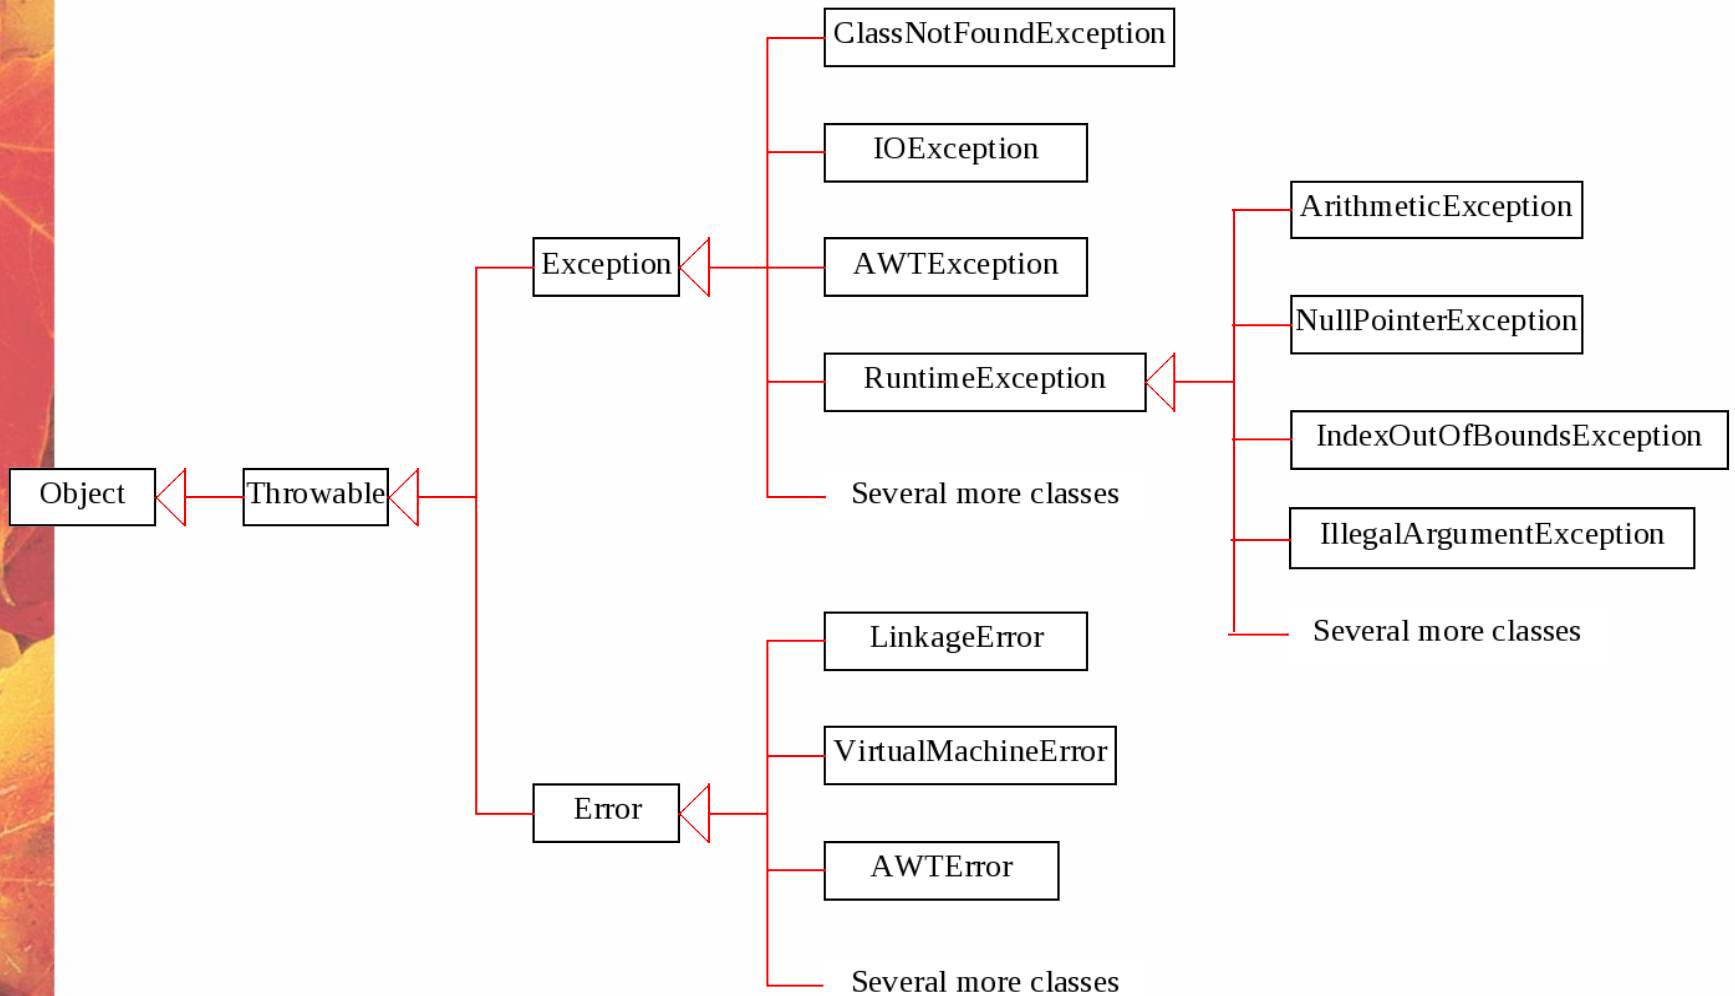 ClassNotFoundException
IOException
ArithmeticException
Exception
AWTException
NullPointerException
RuntimeException
IndexOutOfBoundsException
Object
Throwable
Several more classes
IllegalArgumentException
LinkageError
Several more classes
VirtualMachineError
Error
AWTError
Several more classes